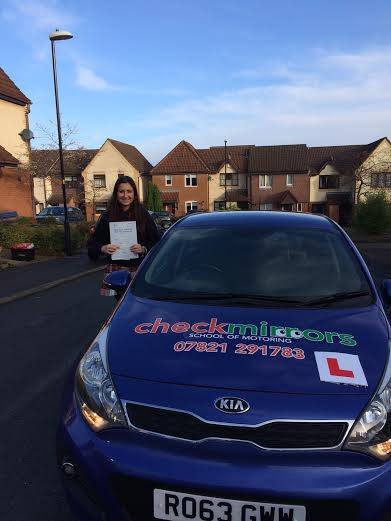 checkmirrors
SCHOOL OF MOTORING
07821 291783
L
KIA
RO63 GWW